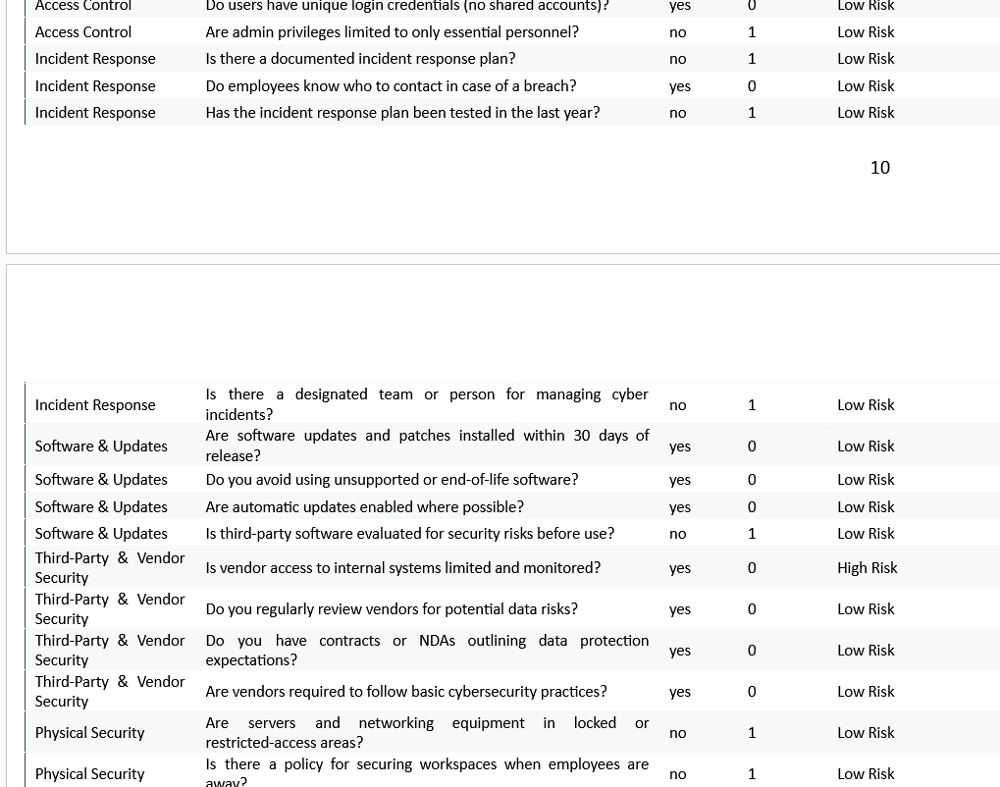 Access Control Do users have unique login credentials (no shared accounts)? yes 0 Low Risk
Access Control Are admin privileges limited to only essential personnel? no 1 Low Risk
Incident Response Is there a documented incident response plan? no 1 Low Risk
Incident Response Do employees know who to contact in case of a breach? yes 0 Low Risk
Incident Response Has the incident response plan been tested in the last year? no 1 Low Risk
10
Incident Response Is there a designated team or person for managing cyber
incidents? no 1 Low Risk
Software & Updates Are software updates and patches installed within 30 days of
release? yes 0 Low Risk
Software & Updates Do you avoid using unsupported or end-of-life software? yes 0 Low Risk
Software & Updates Are automatic updates enabled where possible? yes 0 Low Risk
Software & Updates Is third-party software evaluated for security risks before use? no 1 Low Risk
Third-Party & Vendor
Security Is vendor access to internal systems limited and monitored? yes 0 High Risk
Third-Party & Vendor
Security Do you regularly review vendors for potential data risks? yes 0 Low Risk
Third-Party & Vendor
Security Do you have contracts or NDAs outlining data protection
expectations? yes 0 Low Risk
Third-Party & Vendor
Security Are vendors required to follow basic cybersecurity practices? yes 0 Low Risk
Physical Security Are servers and networking equipment in locked or
restricted-access areas? no 1 Low Risk
Physical Security Is there a policy for securing workspaces when employees are
away? no 1 Low Risk